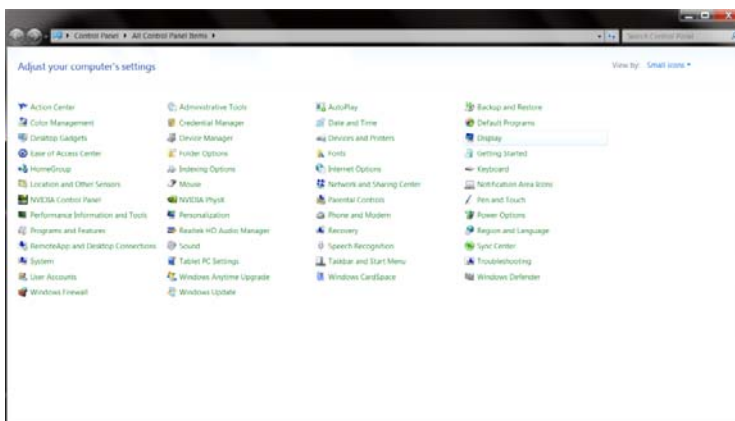 Control Panel All Control Panel Items Search Control Panel
Adjust your computer's settings View by: Small icons
Action Center Administrative Tools AutoPlay Backup and Restore
Color Management Credential Manager Date and Time Default Programs
Desktop Gadgets Device Manager Devices and Printers Display
Ease of Access Center Folder Options Fonts Getting Started
HomeGroup Indexing Options Internet Options Keyboard
Location and Other Sensors Mouse Network and Sharing Center Notification Area Icons
NVIDIA Control Panel NVIDIA PhysX Parental Controls Pen and Touch
Performance Information and Tools Personalization Phone and Modem Power Options
Programs and Features Realtek HD Audio Manager Recovery Region and Language
RemoteApp and Desktop Connections Sound Speech Recognition Sync Center
System Tablet PC Settings Taskbar and Start Menu Troubleshooting
User Accounts Windows Anytime Upgrade Windows CardSpace Windows Defender
Windows Firewall Windows Update